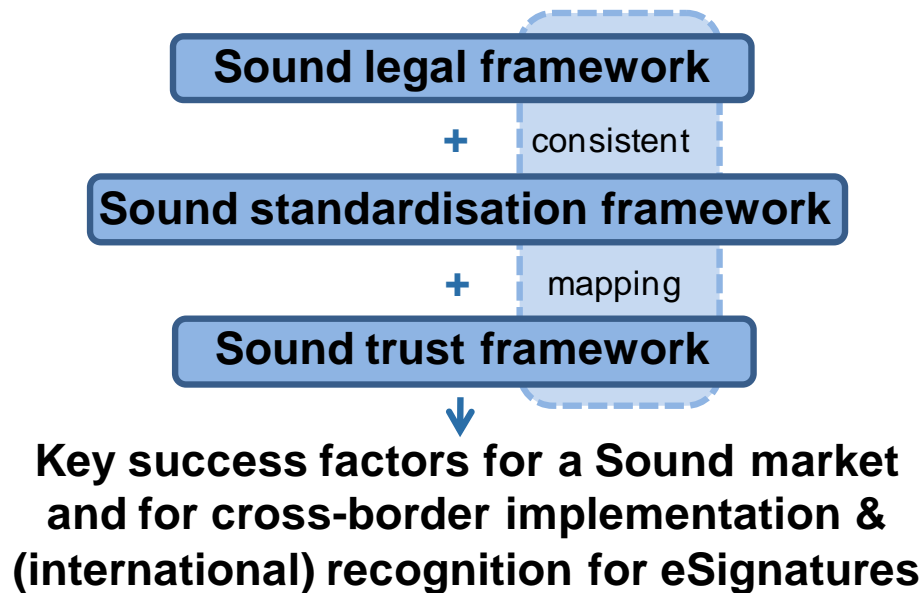 Sound legal framework
+ consistent
Sound standardisation framework
+ mapping
Sound trust framework
Key success factors for a Sound market
and for cross-border implementation &
(international) recognition for eSignatures